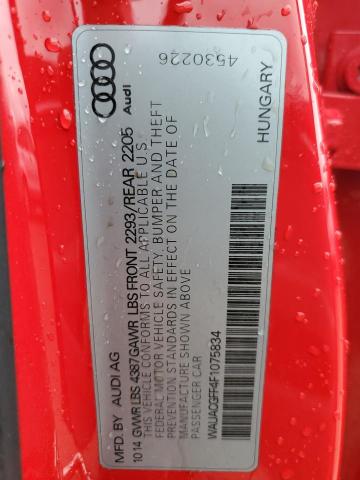 MFD. BY AUDI AG
10 14 GWWR LBS 4387 GAWR LBS FRONT 2293/REAR 2205
THIS VEHICLE CONFORMS TO ALL APPLICABLE U.S.
FEDERAL MOTOR VEHICLE SAFETY, BUMPER AND THEFT
PREVENTION STANDARDS IN EFFECT ON THE DATE OF
MANUFACTURE SHOWN ABOVE
PASSENGER CAR
WAUACGFF4F1075834
Audi
4530226
HUNGARY